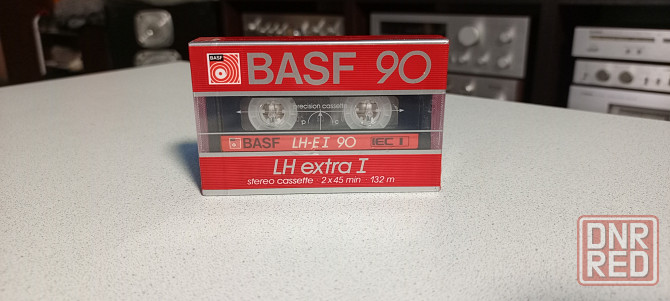 BASF
BASF 90
precision cassette
BASF LH-E I 90 IEC I
LH extra I
stereo cassette 2 x 45 min 132 m
DNR
RED